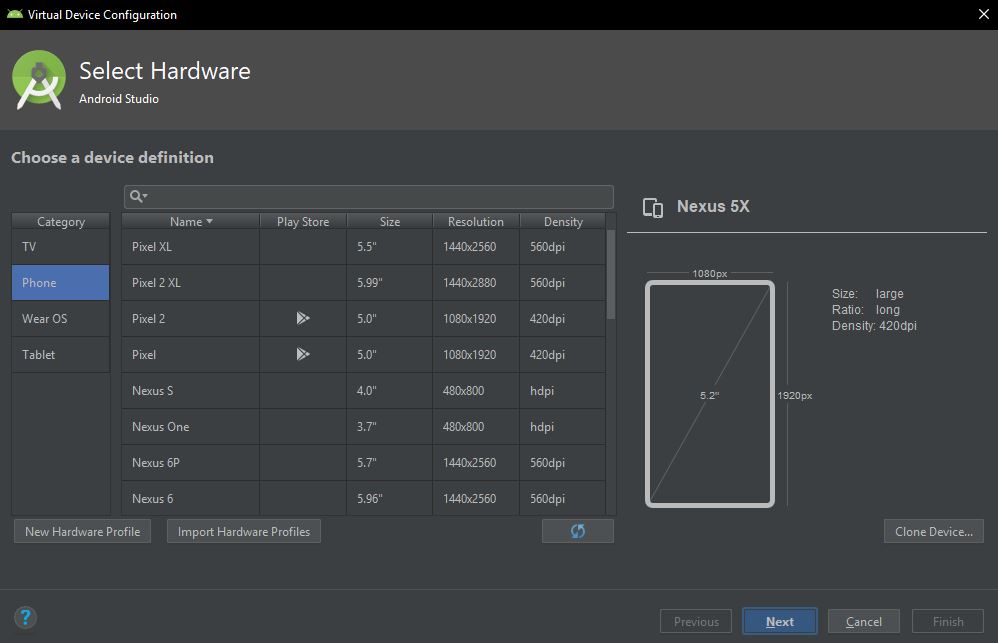 Virtual Device Configuration
Select Hardware
Android Studio
Choose a device definition
Category
TV
Phone
Wear OS
Tablet
Name Play Store Size Resolution Density
Pixel XL 5.5" 1440x2560 560dpi
Pixel 2 XL 5.99" 1440x2880 560dpi
Pixel 2 5.0" 1080x1920 420dpi
Pixel 5.0" 1080x1920 420dpi
Nexus S 4.0" 480x800 hdpi
Nexus One 3.7" 480x800 hdpi
Nexus 6P 5.7" 1440x2560 560dpi
Nexus 6 5.96" 1440x2560 560dpi
New Hardware Profile Import Hardware Profiles
Nexus 5X
1080px
5.2"
1920px
Size: large
Ratio: long
Density: 420dpi
Clone Device...
?
Previous Next Cancel Finish